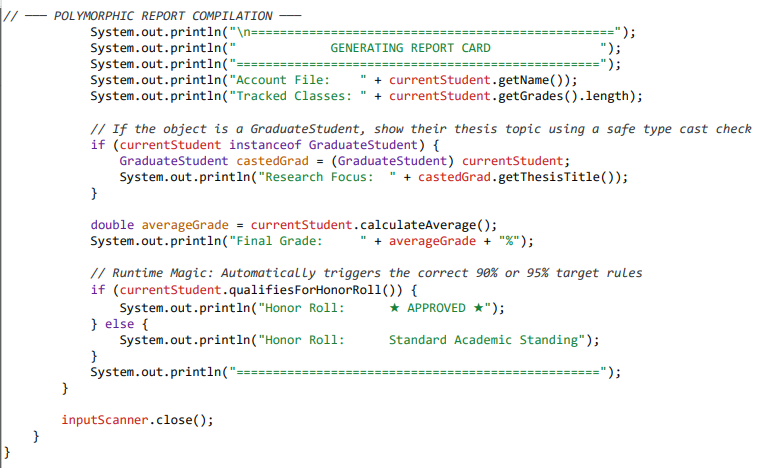 // ─── POLYMORPHIC REPORT COMPILATION ───
            System.out.println("\n==================================================");
            System.out.println("             GENERATING REPORT CARD               ");
            System.out.println("==================================================");
            System.out.println("Account File:    " + currentStudent.getName());
            System.out.println("Tracked Classes: " + currentStudent.getGrades().length);

            // If the object is a GraduateStudent, show their thesis topic using a safe type cast check
            if (currentStudent instanceof GraduateStudent) {
                GraduateStudent castedGrad = (GraduateStudent) currentStudent;
                System.out.println("Research Focus:  " + castedGrad.getThesisTitle());
            }

            double averageGrade = currentStudent.calculateAverage();
            System.out.println("Final Grade:     " + averageGrade + "%");

            // Runtime Magic: Automatically triggers the correct 90% or 95% target rules
            if (currentStudent.qualifiesForHonorRoll()) {
                System.out.println("Honor Roll:      ★ APPROVED ★");
            } else {
                System.out.println("Honor Roll:      Standard Academic Standing");
            }
            System.out.println("==================================================");
        }

        inputScanner.close();
    }
}